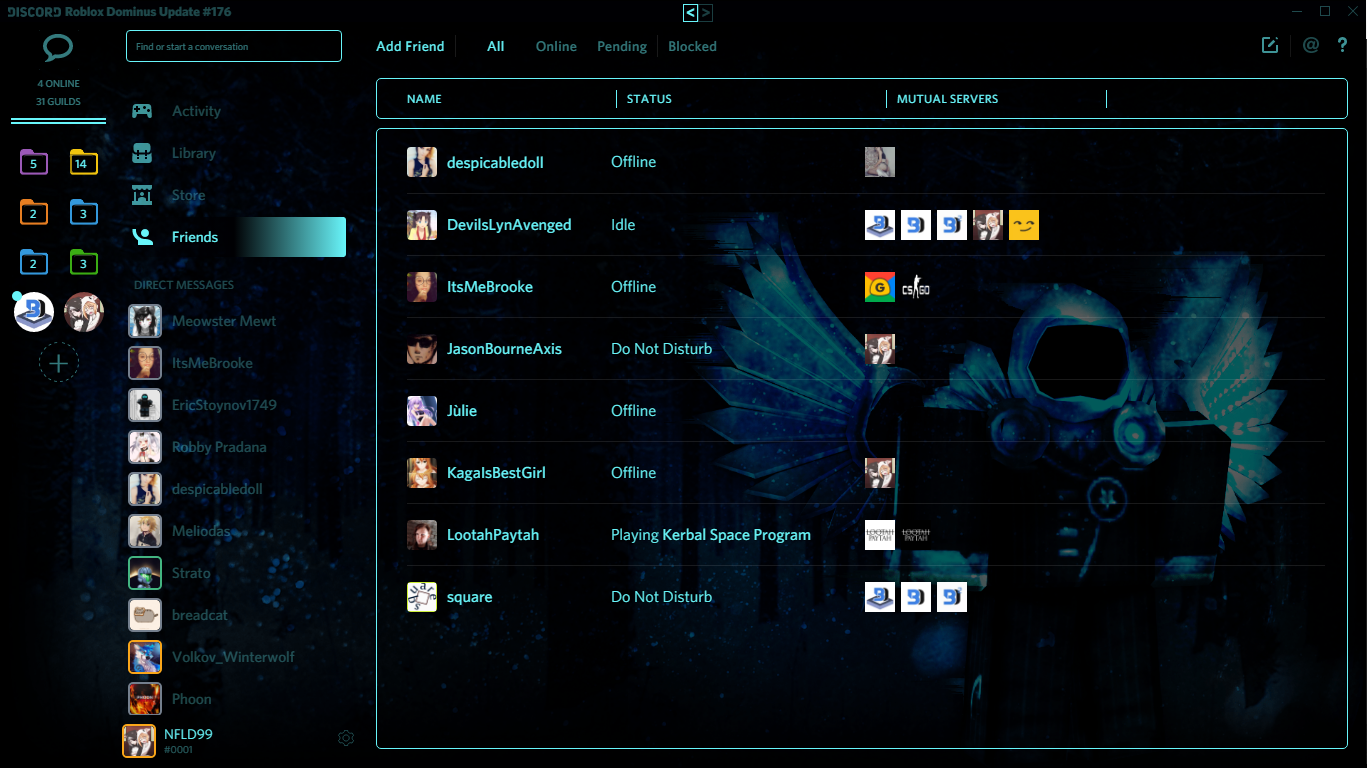 DISCORD Roblox Dominus Update #176
< >
Find or start a conversation
Add Friend All Online Pending Blocked
@ ?
4 ONLINE
31 GUILDS
5 14
2 3
2 3
Activity
Library
Store
Friends
DIRECT MESSAGES
Meowster Mewt
ItsMeBrooke
EricStoynov1749
Robby Pradana
despicabledoll
Meliodas
Strato
breadcat
Volkov_Winterwolf
Phoon
NFLD99
#0001
NAME STATUS MUTUAL SERVERS
despicabledoll Offline
DevilsLynAvenged Idle
ItsMeBrooke Offline G CS GO
JasonBourneAxis Do Not Disturb
Jùlie Offline
KagaIsBestGirl Offline
LootahPaytah Playing Kerbal Space Program LOOTAH PAYTAH LOOTAH PAYTAH
square Do Not Disturb